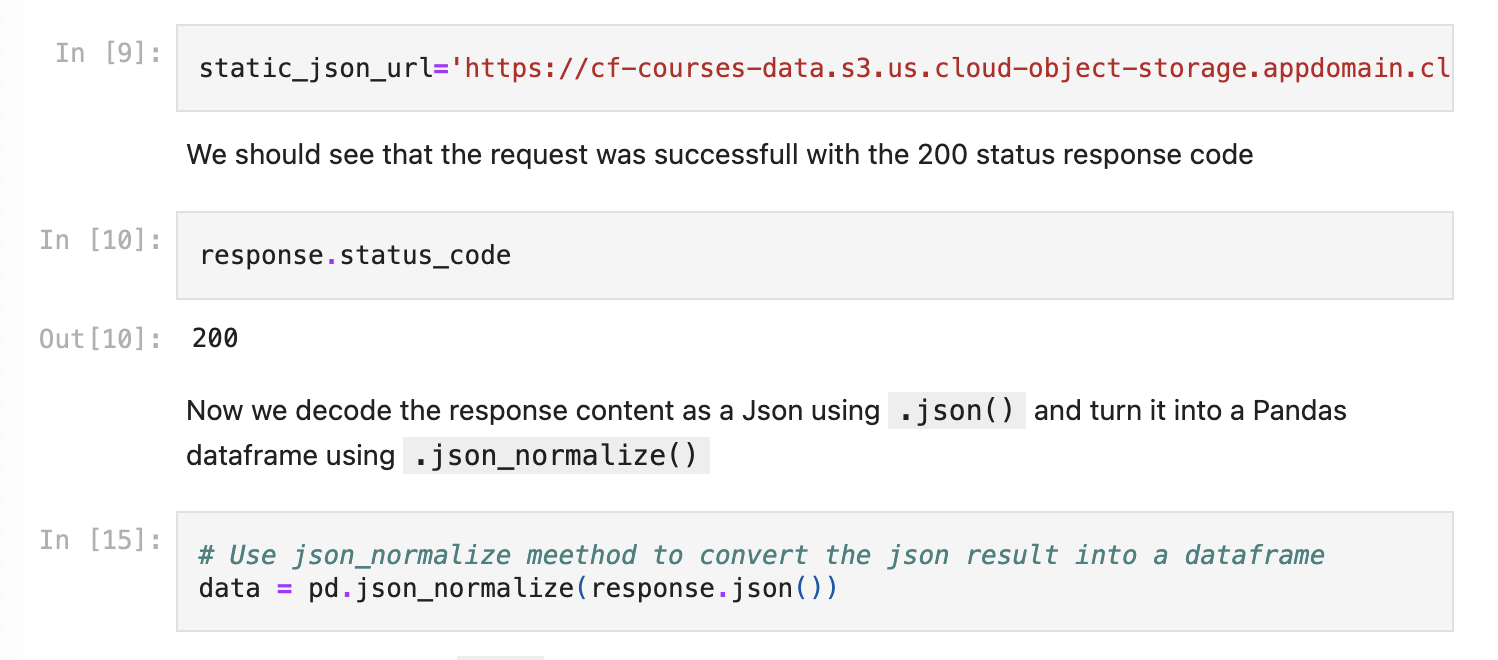 In [9]:
static_json_url='https://cf-courses-data.s3.us.cloud-object-storage.appdomain.cl
We should see that the request was successfull with the 200 status response code
In [10]:
response.status_code
Out[10]:
200
Now we decode the response content as a Json using .json() and turn it into a Pandas
dataframe using .json_normalize()
In [15]:
# Use json_normalize meethod to convert the json result into a dataframe
data = pd.json_normalize(response.json())